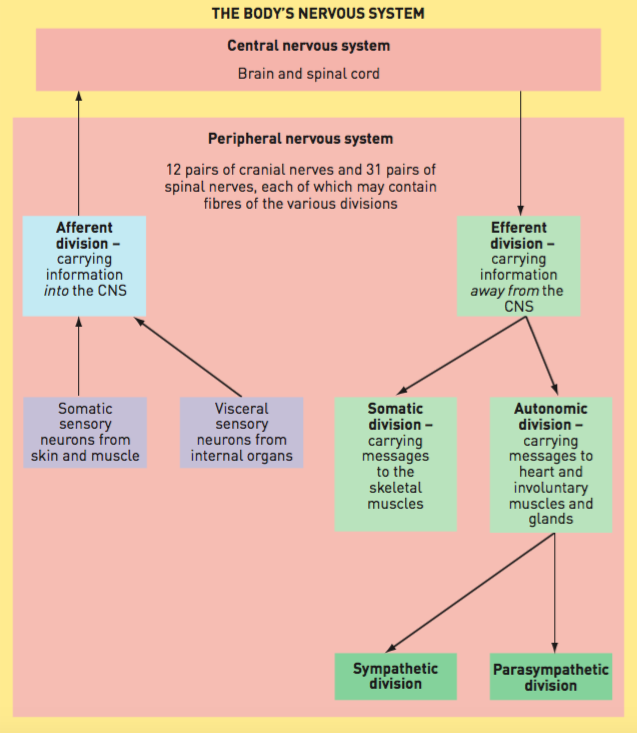 THE BODY'S NERVOUS SYSTEM
Central nervous system
Brain and spinal cord
Peripheral nervous system
12 pairs of cranial nerves and 31 pairs of
spinal nerves, each of which may contain
fibres of the various divisions
Afferent
division –
carrying
information
into the CNS
Efferent
division –
carrying
information
away from the
CNS
Somatic
sensory
neurons from
skin and muscle
Visceral
sensory
neurons from
internal organs
Somatic
division –
carrying
messages
to the
skeletal
muscles
Autonomic
division –
carrying
messages to
heart and
involuntary
muscles and
glands
Sympathetic
division
Parasympathetic
division